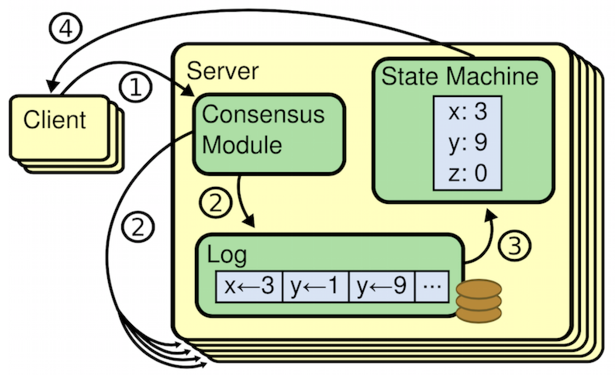 ④
①
Server
State Machine
Client
Consensus
Module
x: 3
y: 9
z: 0
②
②
③
Log
x←3 y←1 y←9 ...